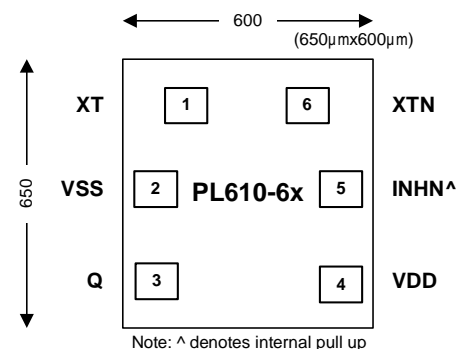 600
(650µmx600µm)
XT 1 6 XTN
650
VSS 2 PL610-6x 5 INHN^
Q 3 4 VDD
Note: ^ denotes internal pull up